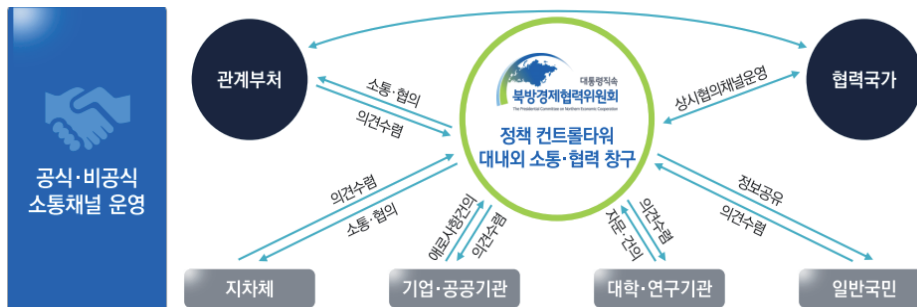 공식·비공식
소통채널 운영
관계부처
협력국가
대통령직속
북방경제협력위원회
The Presidential Committee on Northern Economic Cooperation
정책 컨트롤타워
대내외 소통·협력 창구
소통·협의
의견수렴
상시협의채널운영
의견수렴
소통·협의
애로사항건의
의견수렴
의견수렴
자문·건의
정보공유
의견수렴
지차체
기업·공공기관
대학·연구기관
일반국민